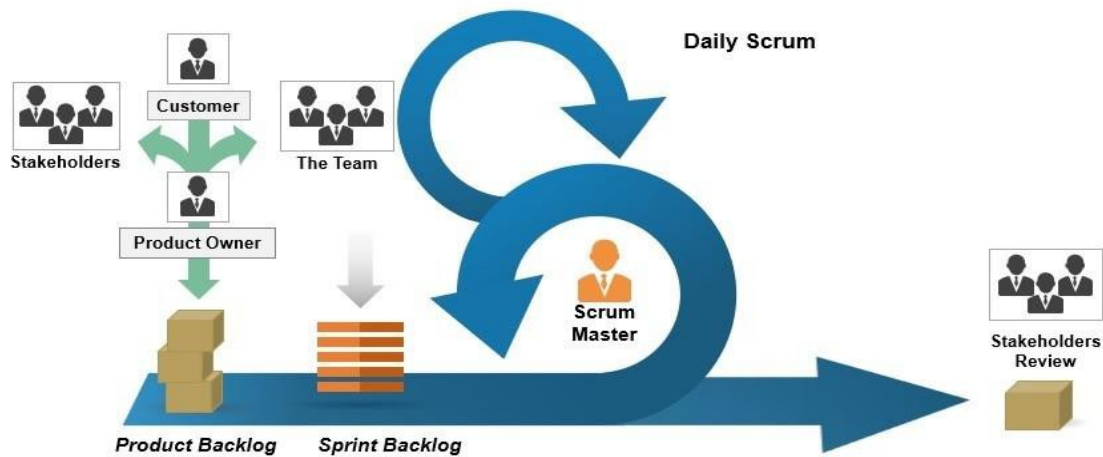 Daily Scrum
Customer
Stakeholders
The Team
Product Owner
Scrum
Master
Stakeholders
Review
Product Backlog
Sprint Backlog